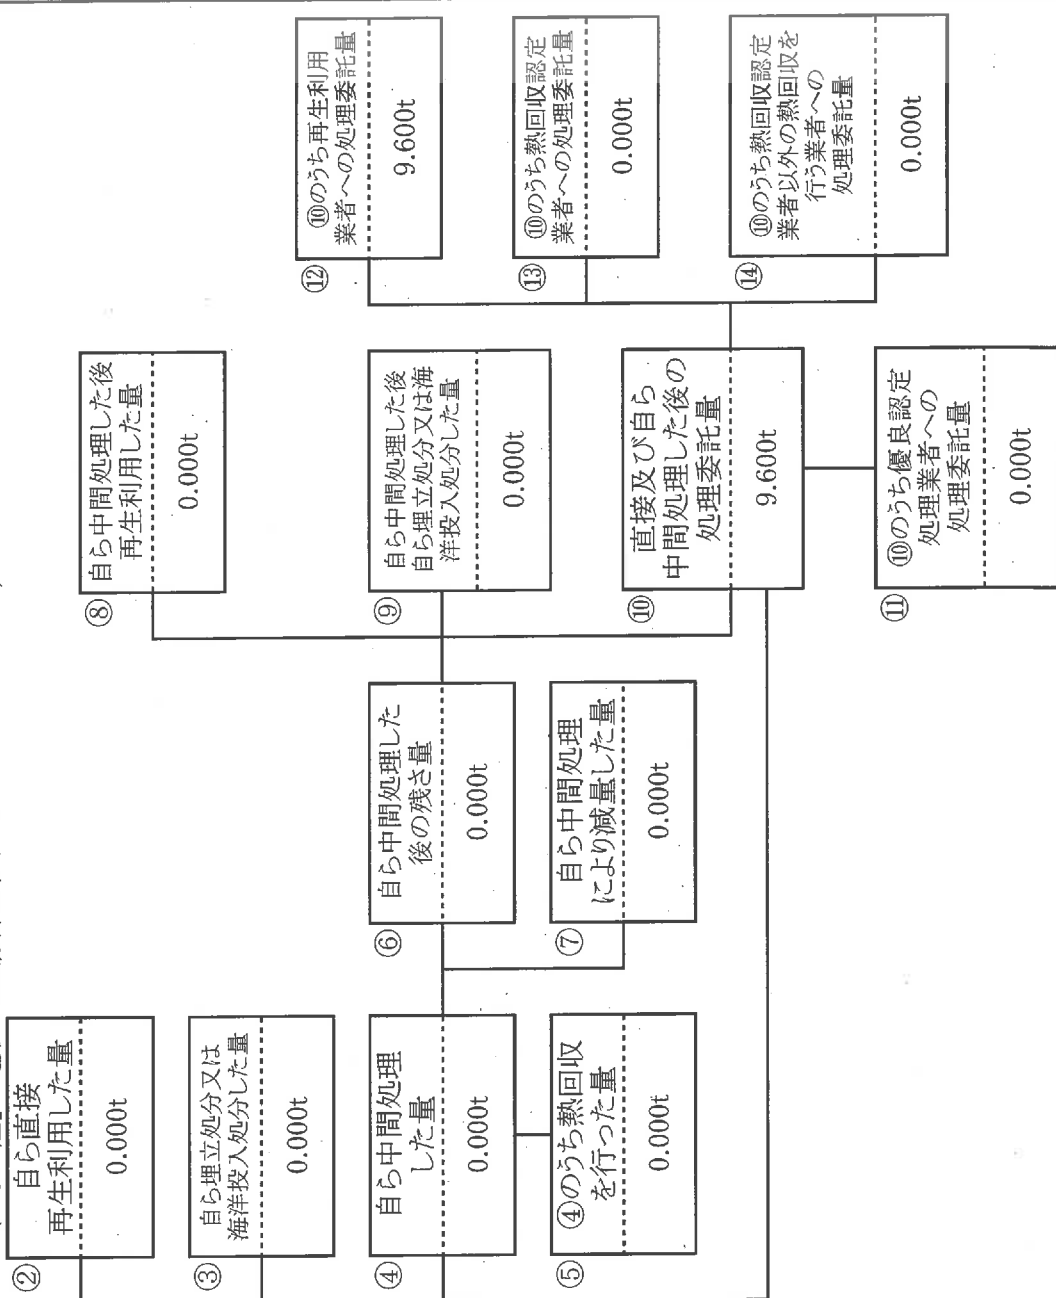 ②
自ら直接
再生利用した量
0.000t
③
自ら埋立処分又は
海洋投入処分した量
0.000t
④
自ら中間処理
した量
0.000t
⑤
④のうち熱回収
を行った量
0.000t
⑥
自ら中間処理した
後の残さ量
0.000t
⑦
自ら中間処理
により減量した量
0.000t
⑧
自ら中間処理した後
再生利用した量
0.000t
⑨
自ら中間処理した後
自ら埋立処分又は海
洋投入処分した量
0.000t
⑩
直接及び自ら
中間処理した後の
処理委託量
9.600t
⑪
⑩のうち優良認定
処理業者への
処理委託量
0.000t
⑫
⑩のうち再生利用
業者への処理委託量
9.600t
⑬
⑩のうち熱回収認定
業者への処理委託量
0.000t
⑭
⑩のうち熱回収認定
業者以外の熱回収を
行う業者への
処理委託量
0.000t